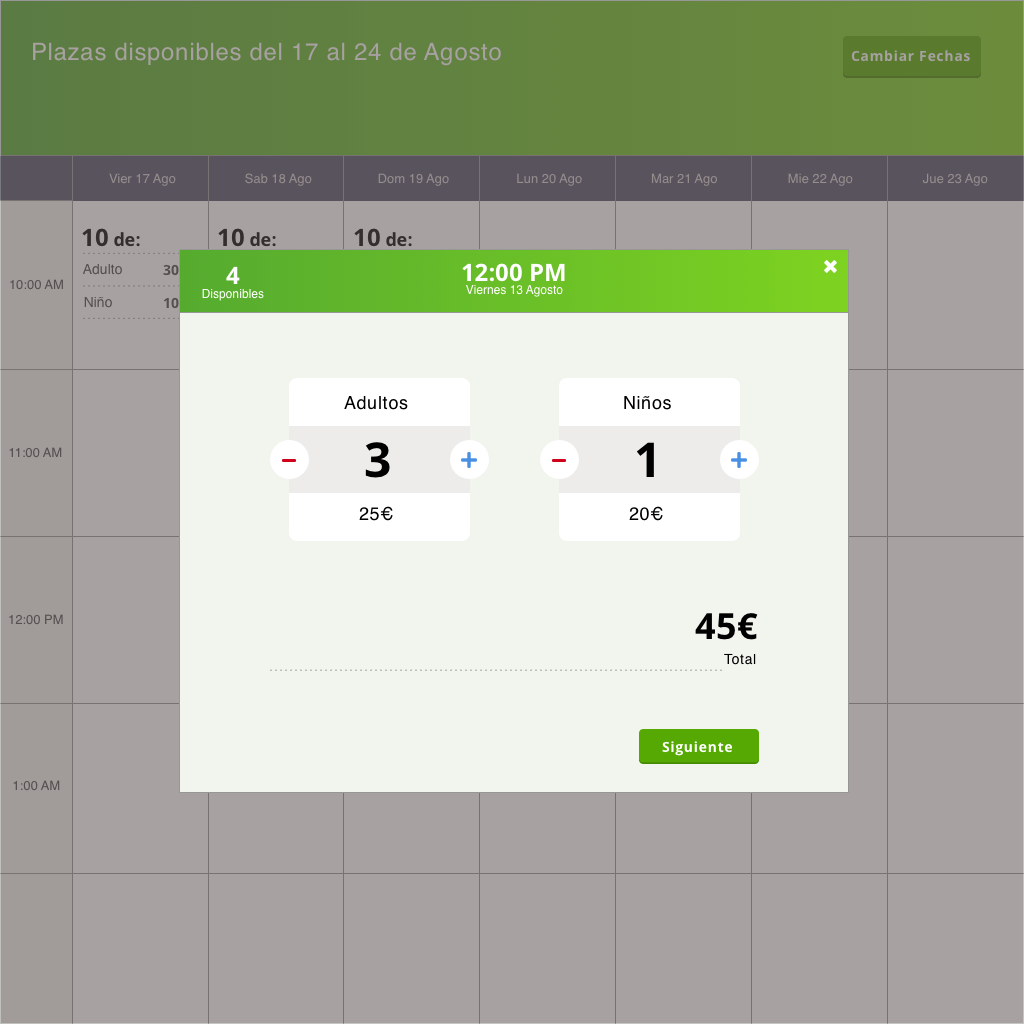 Plazas disponibles del 17 al 24 de Agosto
Cambiar Fechas
Vier 17 Ago
Sab 18 Ago
Dom 19 Ago
Lun 20 Ago
Mar 21 Ago
Mie 22 Ago
Jue 23 Ago
10 de:
10 de:
10 de:
Adulto 30
Niño 10
10:00 AM
11:00 AM
12:00 PM
1:00 AM
4
Disponibles
12:00 PM
Viernes 13 Agosto
Adultos
3
25€
Niños
1
20€
45€
Total
Siguiente